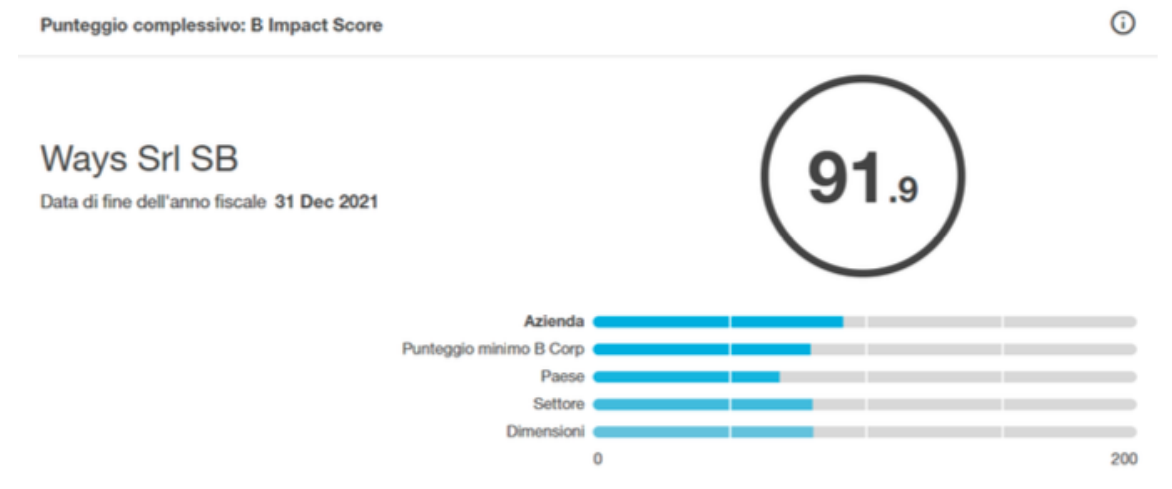 Punteggio complessivo: B Impact Score
Ways Srl SB
Data di fine dell'anno fiscale 31 Dec 2021
91.9
Azienda
Punteggio minimo B Corp
Paese
Settore
Dimensioni
0 200